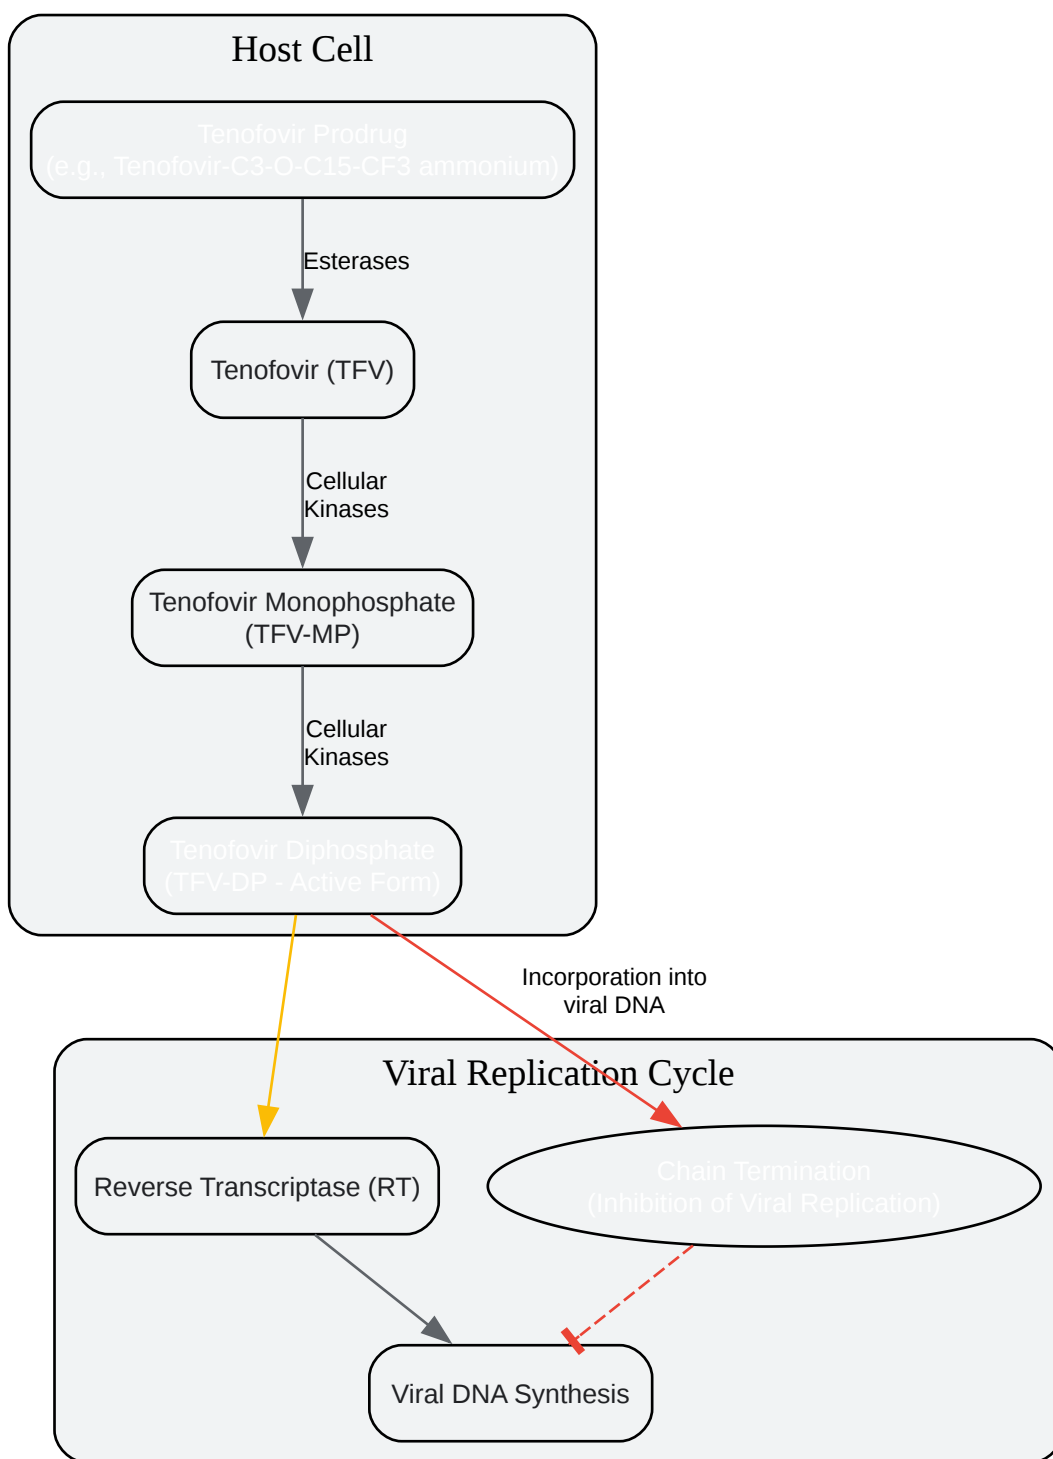 Host Cell
Tenofovir Prodrug
(e.g., Tenofovir-C3-O-C15-CF3 ammonium)
Esterases
Tenofovir (TFV)
Cellular
Kinases
Tenofovir Monophosphate
(TFV-MP)
Cellular
Kinases
Tenofovir Diphosphate
(TFV-DP - Active Form)
Incorporation into
viral DNA
Viral Replication Cycle
Reverse Transcriptase (RT)
Chain Termination
(Inhibition of Viral Replication)
Viral DNA Synthesis